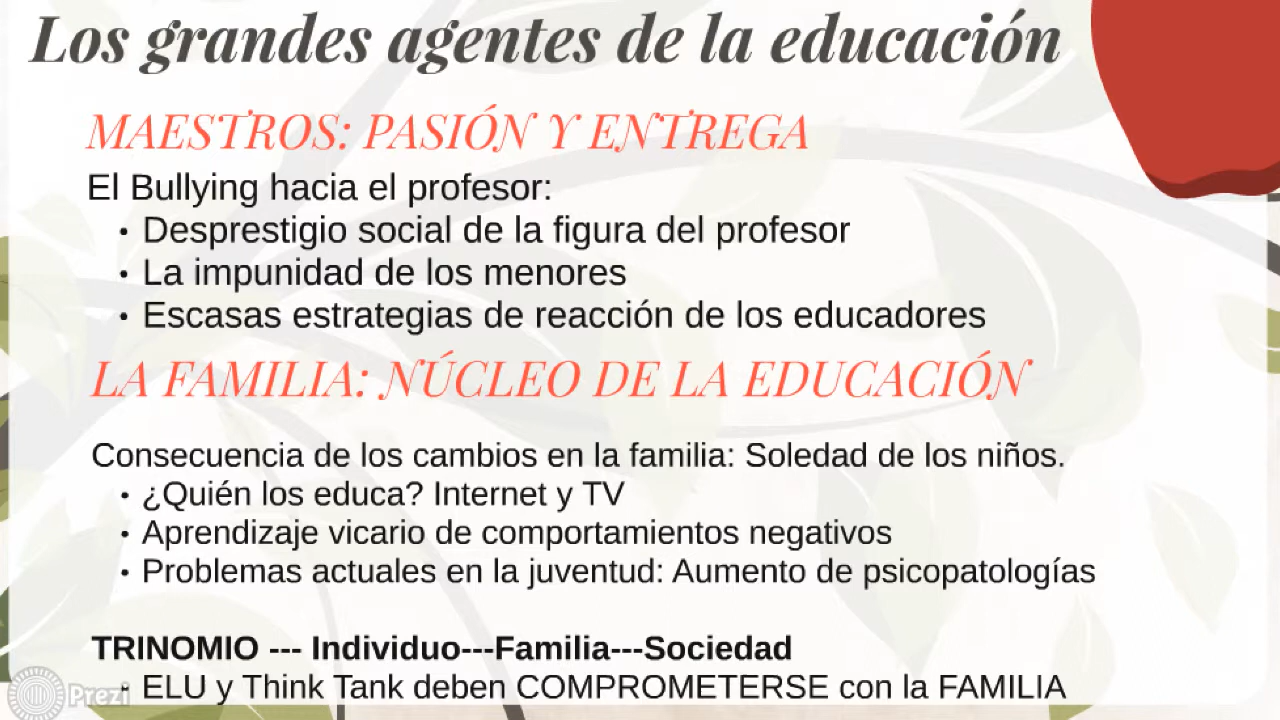 Los grandes agentes de la educación
MAESTROS: PASIÓN Y ENTREGA
El Bullying hacia el profesor:
• Desprestigio social de la figura del profesor
• La impunidad de los menores
• Escasas estrategias de reacción de los educadores
LA FAMILIA: NÚCLEO DE LA EDUCACIÓN
Consecuencia de los cambios en la familia: Soledad de los niños.
• ¿Quién los educa? Internet y TV
• Aprendizaje vicario de comportamientos negativos
• Problemas actuales en la juventud: Aumento de psicopatologías
TRINOMIO --- Individuo---Familia---Sociedad
• ELU y Think Tank deben COMPROMETERSE con la FAMILIA
Prezi